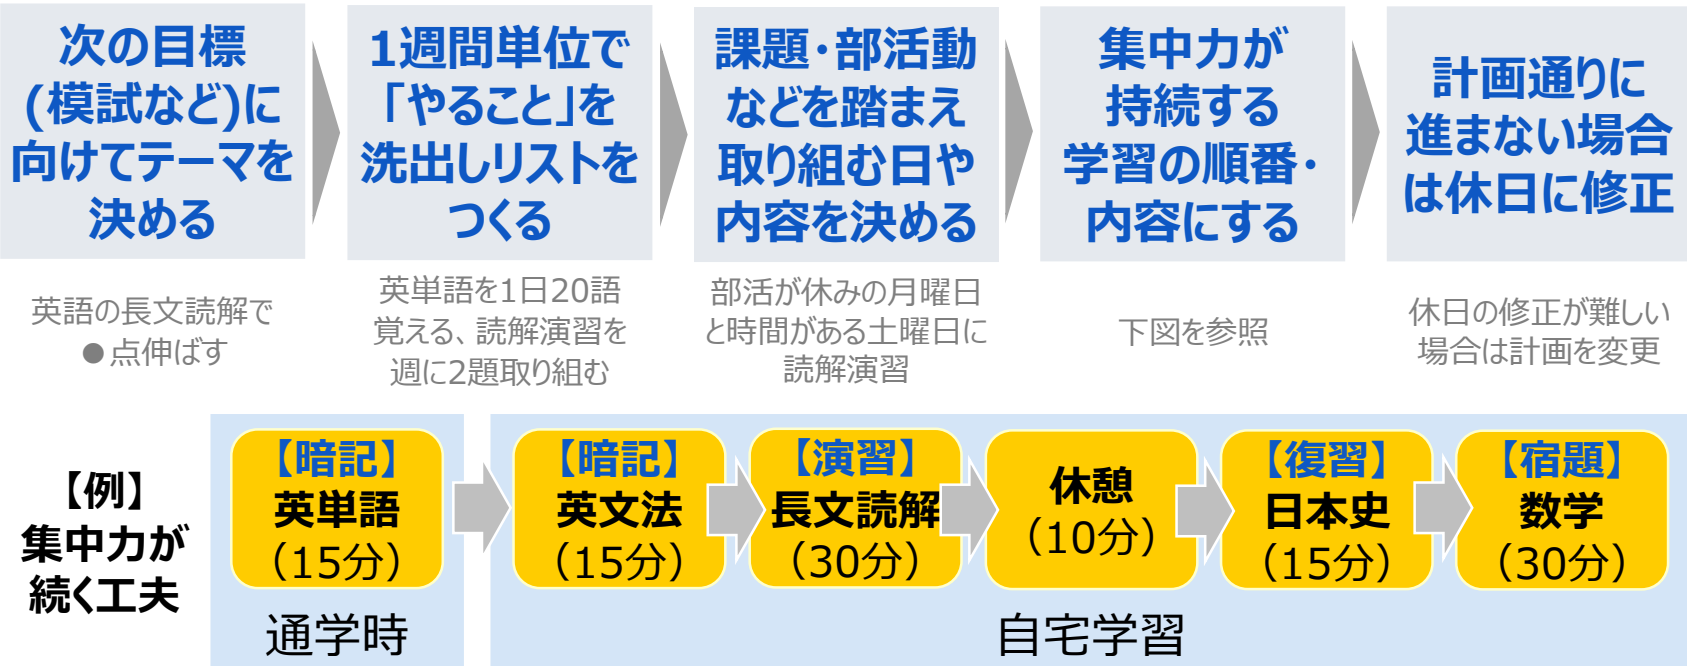 次の目標
(模試など)に
向けてテーマを
決める
1週間単位で
「やること」を
洗出しリストを
つくる
課題・部活動
などを踏まえ
取り組む日や
内容を決める
集中力が
持続する
学習の順番・
内容にする
計画通りに
進まない場合
は休日に修正
英語の長文読解で
●点伸ばす
英単語を1日20語
覚える、読解演習を
週に2題取り組む
部活が休みの月曜日
と時間がある土曜日に
読解演習
下図を参照
休日の修正が難しい
場合は計画を変更
【例】
集中力が
続く工夫
【暗記】
英単語
（15分）
【暗記】
英文法
（15分）
【演習】
長文読解
（30分）
休憩
（10分）
【復習】
日本史
（15分）
【宿題】
数学
（30分）
通学時
自宅学習